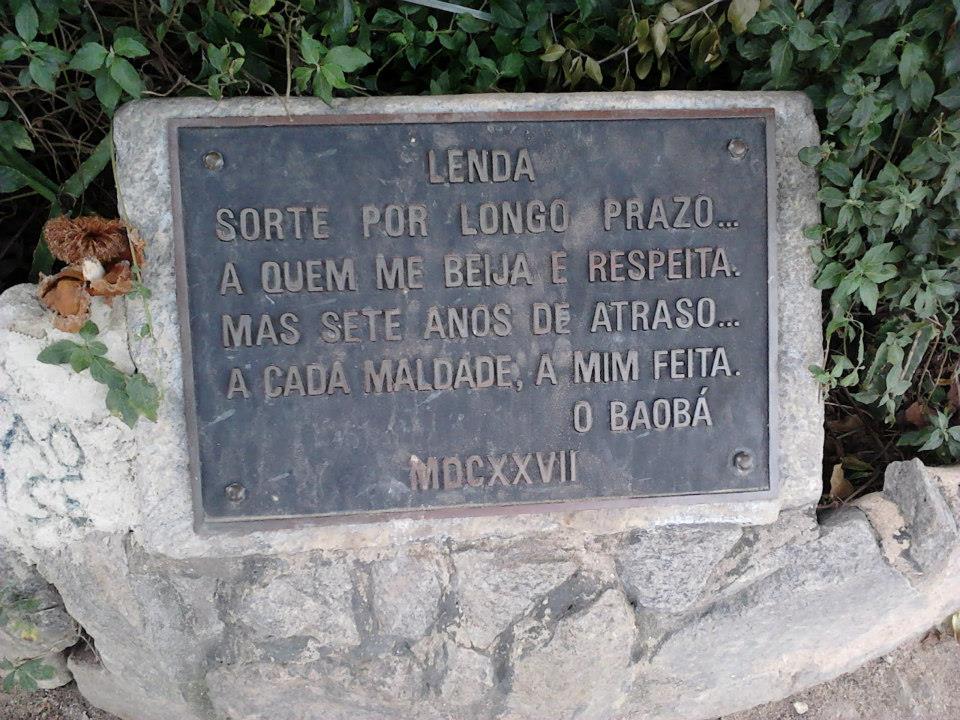 LENDA
SORTE POR LONGO PRAZO...
A QUEM ME BEIJA E RESPEITA.
MAS SETE ANOS DE ATRASO...
A CADA MALDADE, A MIM FEITA.
O BAOBÁ
MDCXXVII